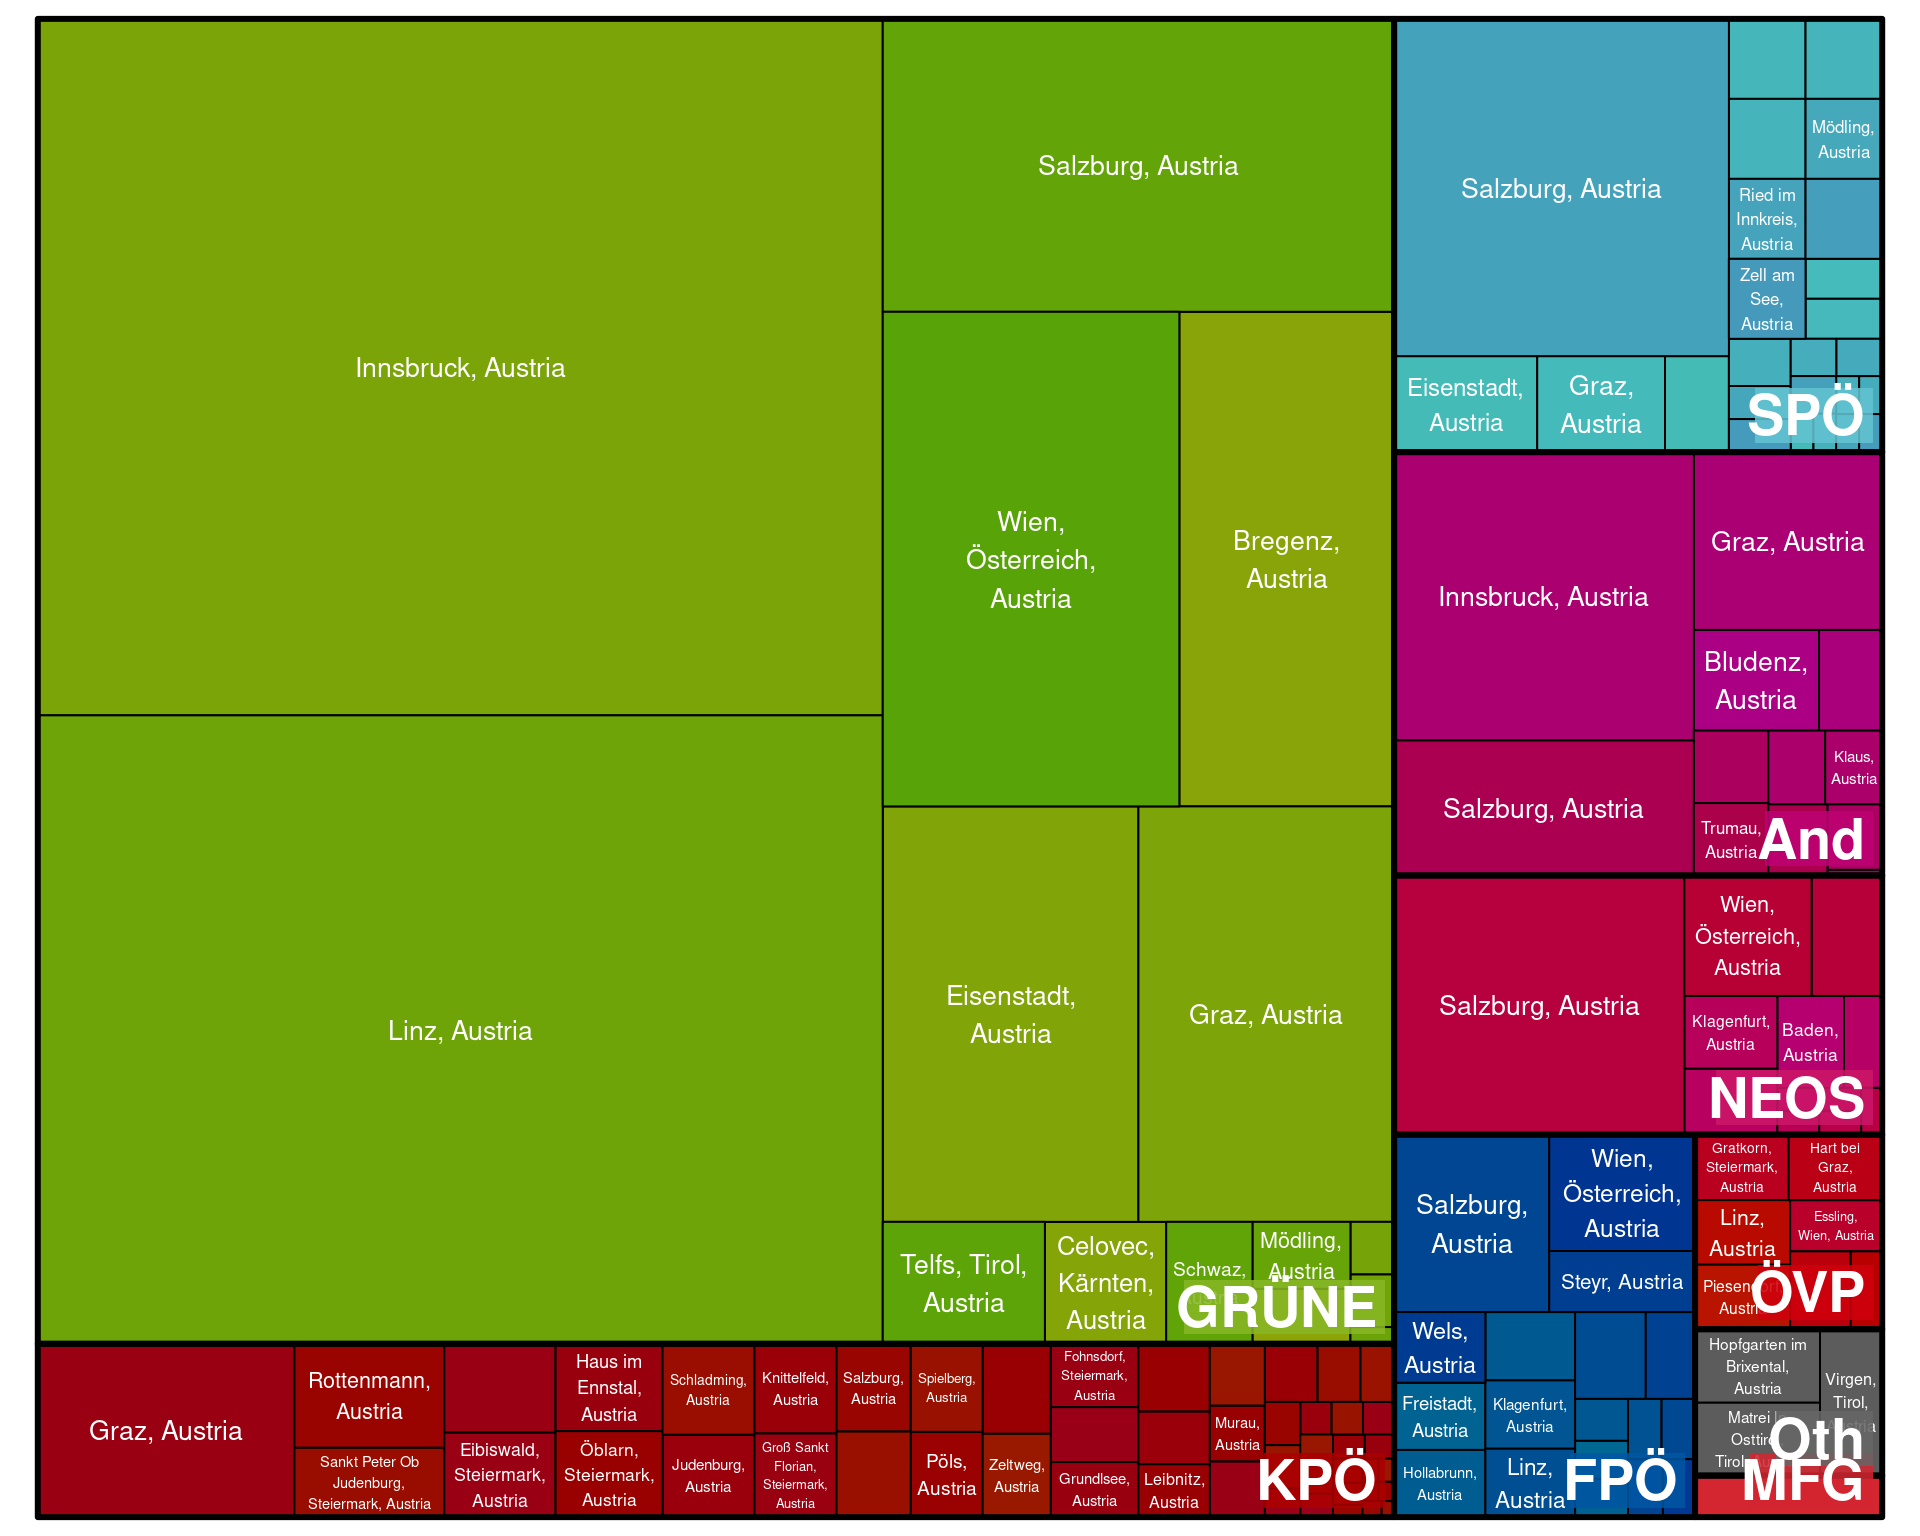 Innsbruck, Austria
Linz, Austria
Salzburg, Austria
Wien,
Österreich,
Austria
Bregenz,
Austria
Eisenstadt,
Austria
Graz, Austria
Telfs, Tirol,
Austria
Celovec,
Kärnten,
Austria
Schwaz,
Mödling,
Austria
GRÜNE
Salzburg, Austria
Eisenstadt,
Austria
Graz,
Austria
Mödling,
Austria
Ried im
Innkreis,
Austria
Zell am
See,
Austria
SPÖ
Innsbruck, Austria
Salzburg, Austria
Graz, Austria
Bludenz,
Austria
Klaus,
Austria
Trumau,
Austria
And
Salzburg, Austria
Wien,
Österreich,
Austria
Klagenfurt,
Austria
Baden,
Austria
NEOS
Salzburg,
Austria
Wien,
Österreich,
Austria
Steyr, Austria
Wels,
Austria
Freistadt,
Austria
Hollabrunn,
Austria
Klagenfurt,
Austria
Linz,
Austria
FPÖ
Gratkorn,
Steiermark,
Austria
Hart bei
Graz,
Austria
Linz,
Austria
Essling,
Wien, Austria
ÖVP
Hopfgarten im
Brixental,
Austria
Virgen,
Tirol,
Matrei
Oth
MFG
Graz, Austria
Rottenmann,
Austria
Sankt Peter Ob
Judenburg,
Steiermark, Austria
Eibiswald,
Steiermark,
Austria
Haus im
Ennstal,
Austria
Öblarn,
Steiermark,
Austria
Schladming,
Austria
Judenburg,
Austria
Knittelfeld,
Austria
Groß Sankt
Florian,
Steiermark,
Austria
Salzburg,
Austria
Spielberg,
Austria
Pöls,
Austria
Zeltweg,
Austria
Fohnsdorf,
Steiermark,
Austria
Grundlsee,
Austria
Leibnitz,
Austria
Murau,
Austria
KPÖ